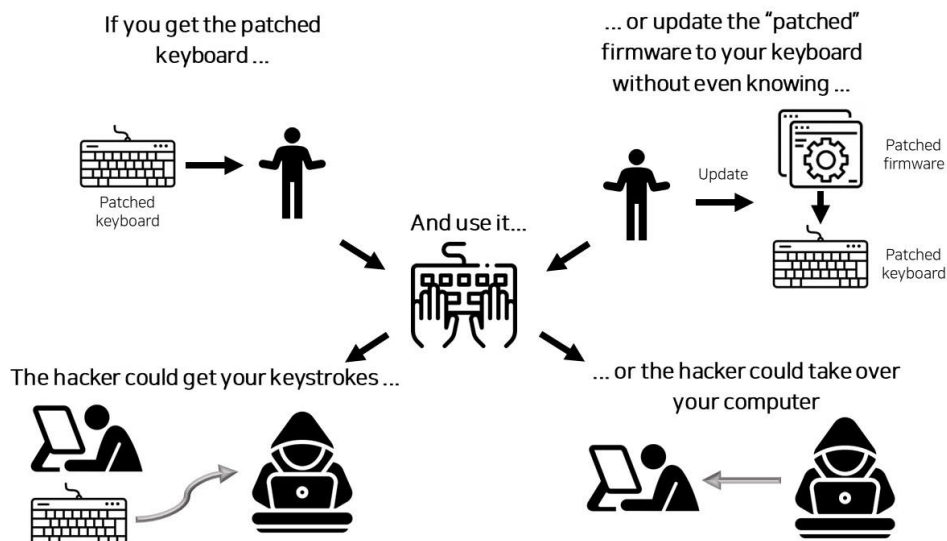 If you get the patched
keyboard ...
... or update the “patched”
firmware to your keyboard
without even knowing ...
Patched
keyboard
Update
Patched
firmware
Patched
keyboard
And use it...
The hacker could get your keystrokes ...
... or the hacker could take over
your computer